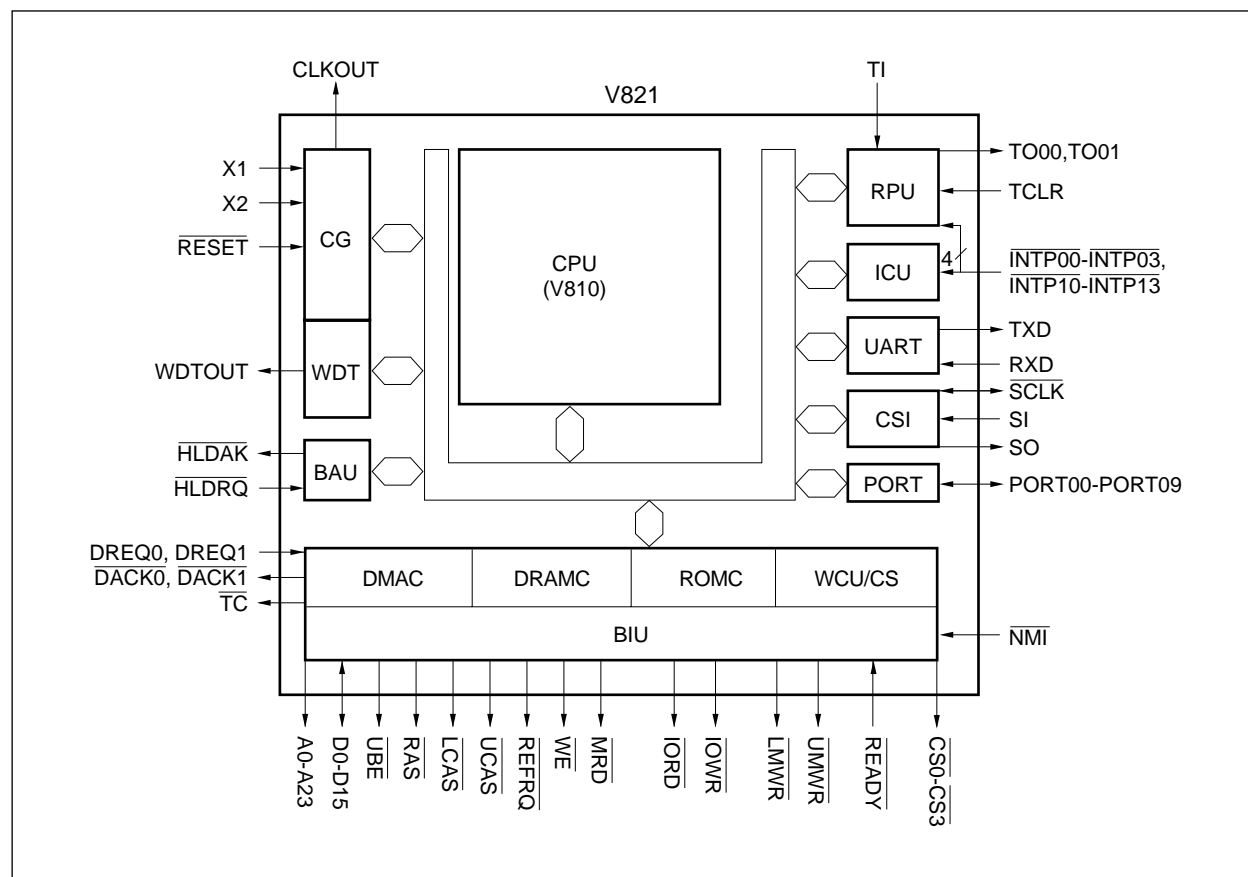 CLKOUT
TI
V821
X1
X2
RESET
CG
CPU
(V810)
RPU
TO00,TO01
TCLR
4
ICU
INTP00-INTP03,
INTP10-INTP13
WDTOUT
WDT
UART
TXD
RXD
SCLK
CSI
SI
SO
HLDAK
HLDRQ
BAU
PORT
PORT00-PORT09
DREQ0, DREQ1
DACK0, DACK1
TC
DMAC
DRAMC
ROMC
WCU/CS
BIU
NMI
A0-A23
D0-D15
UBE
RAS
LCAS
UCAS
REFRQ
WE
MRD
IORD
IOWR
LMWR
UMWR
READY
CS0-CS3